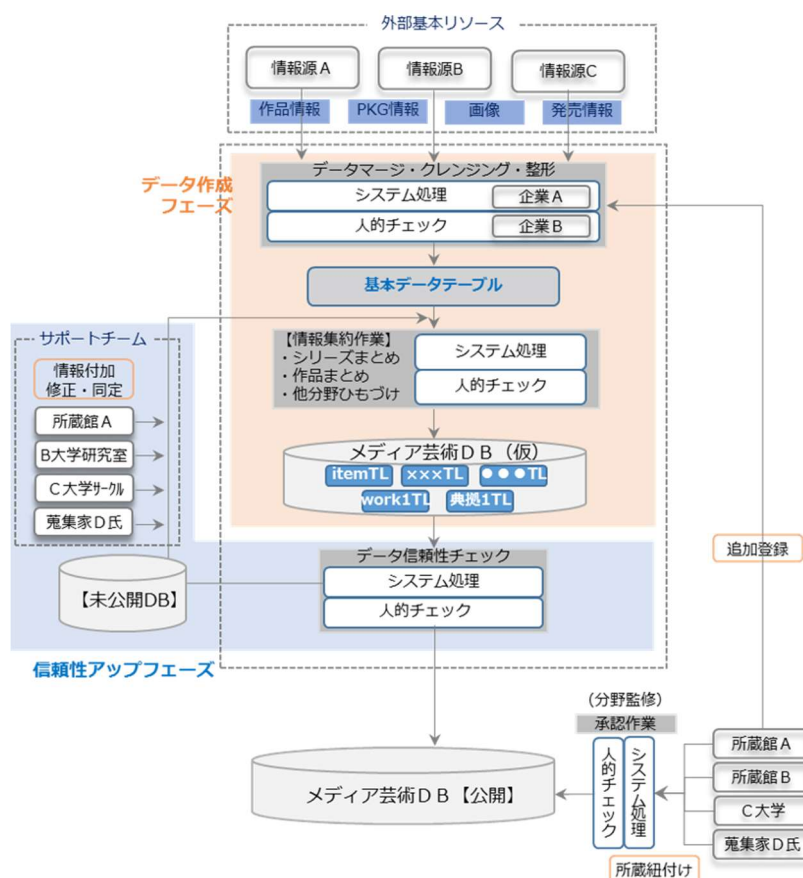 外部基本リソース
情報源A
情報源B
情報源C
作品情報
PKG情報
画像
発売情報
データ作成
フェーズ
データマージ・クレンジング・整形
システム処理
企業A
人的チェック
企業B
基本データテーブル
サポートチーム
情報付加
修正・同定
所蔵館A
B大学研究室
C大学ｻｰｸﾙ
蒐集家D氏
【情報集約作業】
・シリーズまとめ
・作品まとめ
・他分野ひもづけ
システム処理
人的チェック
メディア芸術DB（仮）
itemTL
×××TL
●●●TL
work1TL
典拠1TL
追加登録
データ信頼性チェック
システム処理
人的チェック
【未公開DB】
信頼性アップフェーズ
（分野監修）
承認作業
人的チェック
システム処理
所蔵館A
所蔵館B
C大学
蒐集家D氏
メディア芸術DB【公開】
所蔵紐付け